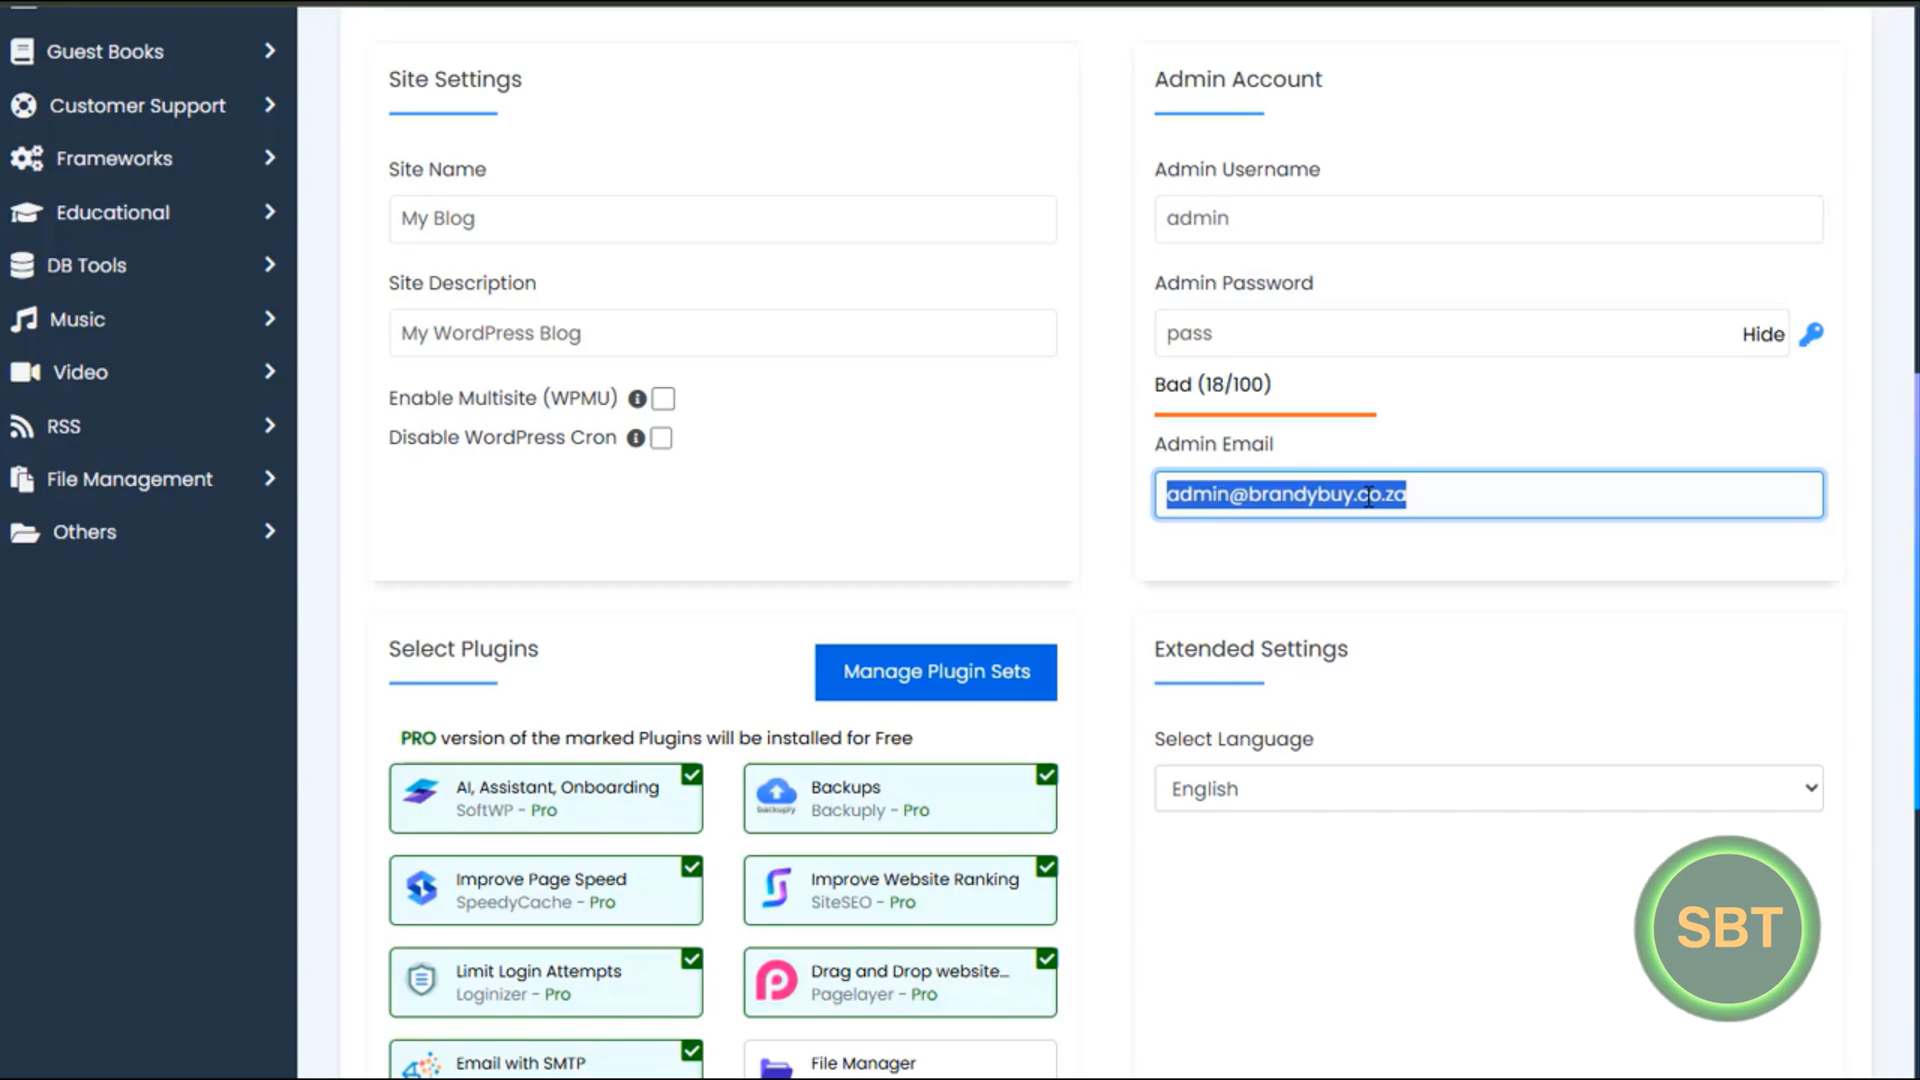 Guest Books
Customer Support
Frameworks
Educational
DB Tools
Music
Video
RSS
File Management
Others
Site Settings
Site Name
My Blog
Site Description
My WordPress Blog
Enable Multisite (WPMU)
Disable WordPress Cron
Admin Account
Admin Username
admin
Admin Password
pass
Hide
Bad (18/100)
Admin Email
admin@brandybuy.co.za
Select Plugins
Manage Plugin Sets
PRO version of the marked Plugins will be installed for Free
AI, Assistant, Onboarding
SoftWP - Pro
Backups
Backuply - Pro
backuply
Improve Page Speed
SpeedyCache - Pro
Improve Website Ranking
SiteSEO - Pro
Limit Login Attempts
Loginizer - Pro
Drag and Drop website...
Pagelayer - Pro
Email with SMTP
File Manager
Extended Settings
Select Language
English
SBT